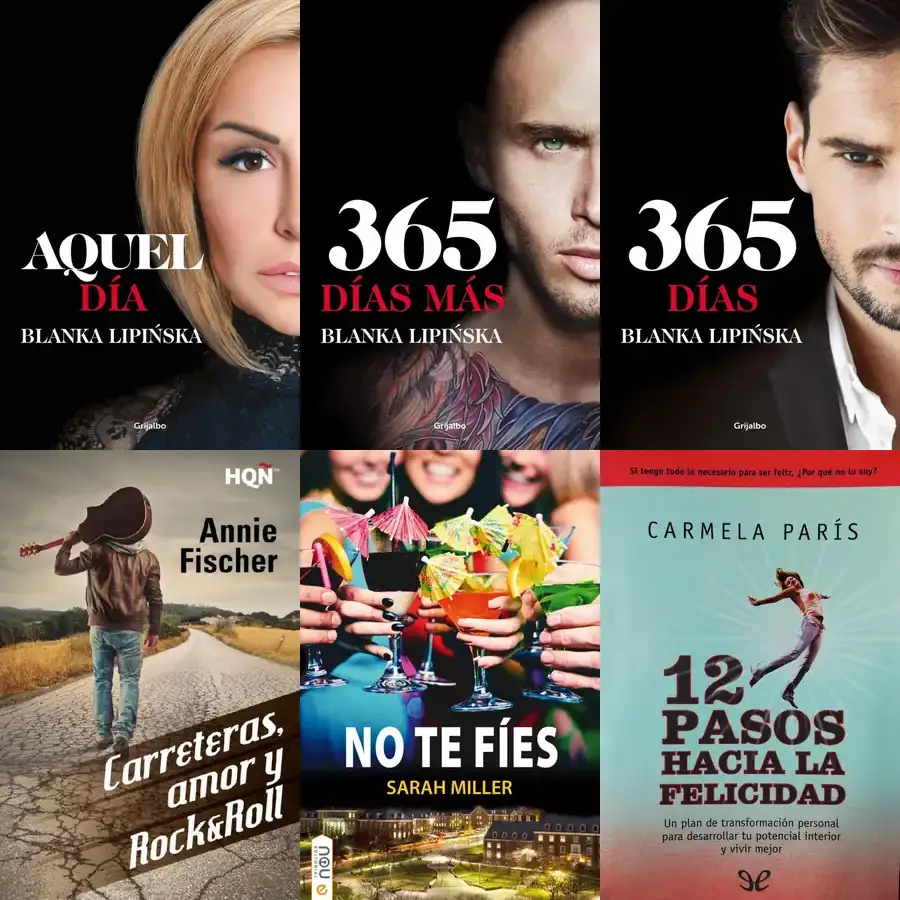 AQUEL
DÍA
BLANKA LIPIŃSKA
Grijalbo
365
DÍAS MÁS
BLANKA LIPIŃSKA
Grijalbo
365
DÍAS
BLANKA LIPIŃSKA
Grijalbo
HQÑ
Annie
Fischer
Carreteras,
amor y
Rock&Roll
NO TE FÍES
SARAH MILLER
EDITORIAL
nou
e
Si tengo todo lo necesario para ser feliz, ¿Por qué no lo soy?
CARMELA PARÍS
12
PASOS
HACIA LA
FELICIDAD
Un plan de transformación personal
para desarrollar tu potencial interior
y vivir mejor